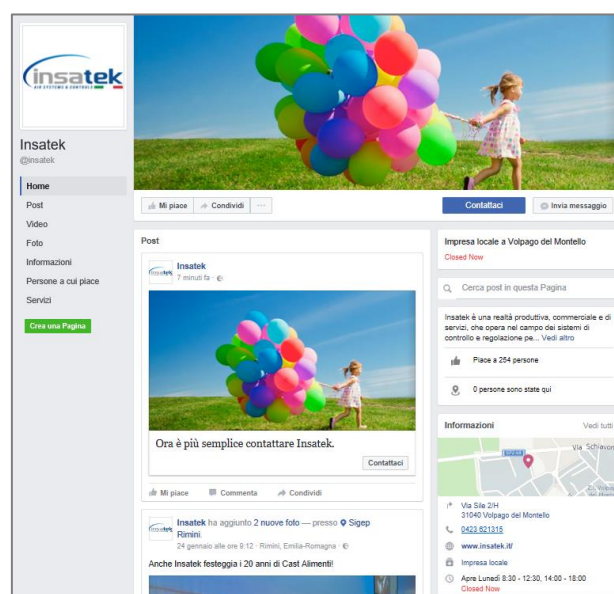 insatek
AIR SYSTEMS & CONTROLS
Insatek
@insatek
Home
Post
Video
Foto
Informazioni
Persone a cui piace
Servizi
Crea una Pagina
Mi piace
Condividi
...
Contattaci
Invia messaggio
Post
insatek
Insatek
7 minuti fa ·
Ora è più semplice contattare Insatek.
Contattaci
Mi piace
Commenta
Condividi
insatek
Insatek ha aggiunto 2 nuove foto — presso Sigep
Rimini.
24 gennaio alle ore 9:12 · Rimini, Emilia-Romagna ·
Anche Insatek festeggia i 20 anni di Cast Alimenti!
Impresa locale a Volpago del Montello
Closed Now
Cerca post in questa Pagina
Insatek è una realtà produttiva, commerciale e di
servizi, che opera nel campo dei sistemi di
controllo e regolazione pe... Vedi altro
Piace a 254 persone
0 persone sono state qui
Informazioni
Vedi tutti
Via Schiavon
Via Sile 2/H
31040 Volpago del Montello
0423 621315
www.insatek.it/
Impresa locale
Apre Lunedì 8:30 - 12:30, 14:00 - 18:00
Closed Now